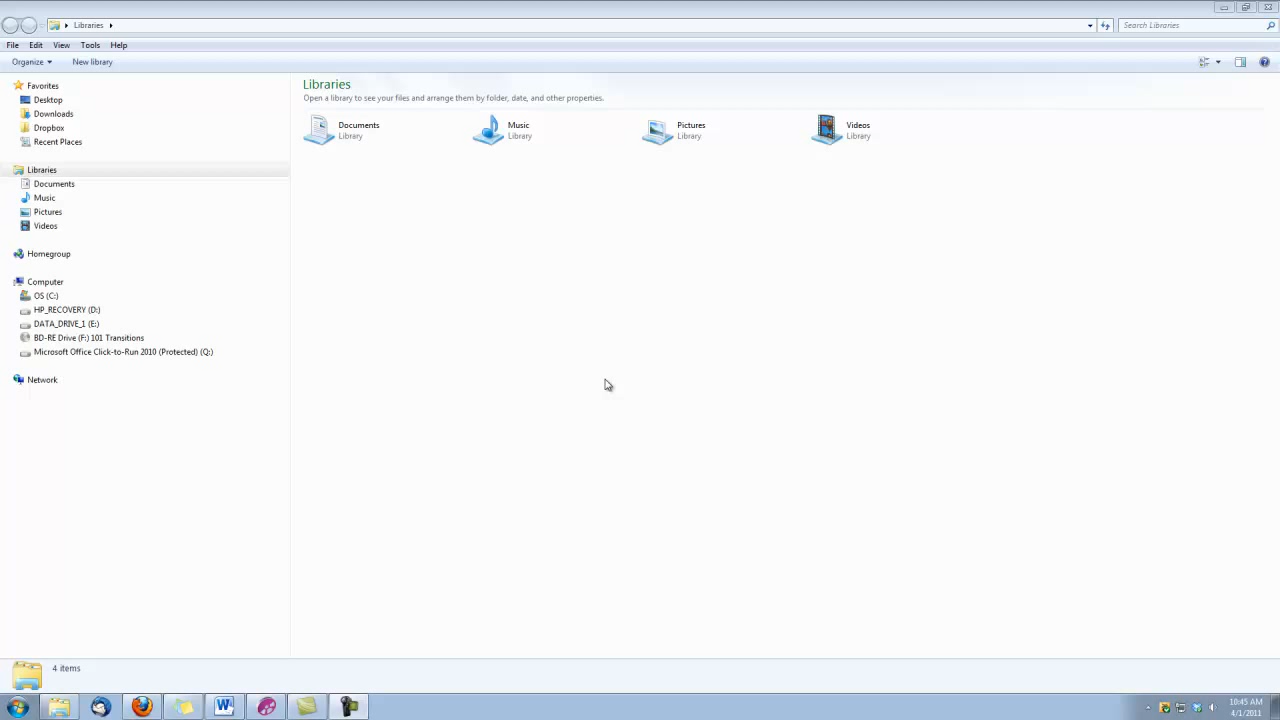 Libraries
Search Libraries
File Edit View Tools Help
Organize New library
Favorites
Desktop
Downloads
Dropbox
Recent Places
Libraries
Documents
Music
Pictures
Videos
Homegroup
Computer
OS (C:)
HP_RECOVERY (D:)
DATA_DRIVE_1 (E:)
BD-RE Drive (F:) 101 Transitions
Microsoft Office Click-to-Run 2010 (Protected) (Q:)
Network
Libraries
Open a library to see your files and arrange them by folder, date, and other properties.
Documents
Library
Music
Library
Pictures
Library
Videos
Library
4 items
10:45 AM
4/1/2011